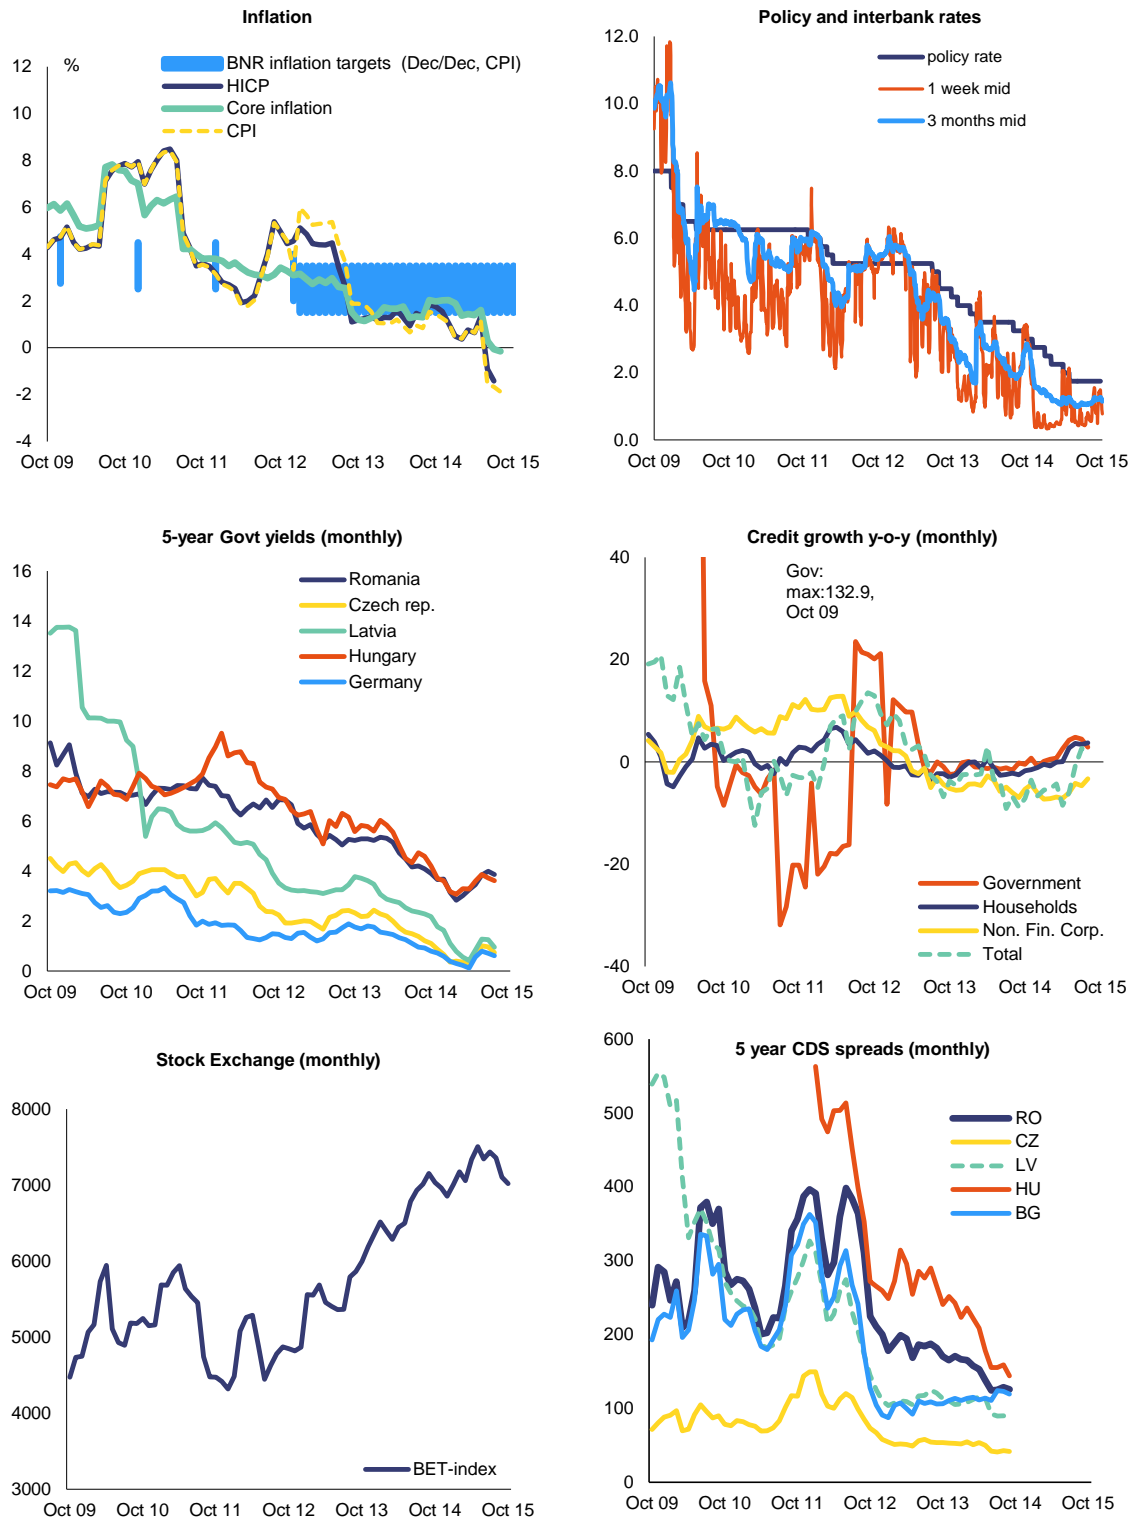 Inflation
%
BNR inflation targets (Dec/Dec, CPI)
HICP
Core inflation
CPI
12
10
8
6
4
2
0
-2
-4
Oct 09 Oct 10 Oct 11 Oct 12 Oct 13 Oct 14 Oct 15
Policy and interbank rates
policy rate
1 week mid
3 months mid
12.0
10.0
8.0
6.0
4.0
2.0
0.0
Oct 09 Oct 10 Oct 11 Oct 12 Oct 13 Oct 14 Oct 15
5-year Govt yields (monthly)
Romania
Czech rep.
Latvia
Hungary
Germany
16
14
12
10
8
6
4
2
0
Oct 09 Oct 10 Oct 11 Oct 12 Oct 13 Oct 14 Oct 15
Credit growth y-o-y (monthly)
Gov:
max:132.9,
Oct 09
Government
Households
Non. Fin. Corp.
Total
40
20
0
-20
-40
Oct 09 Oct 10 Oct 11 Oct 12 Oct 13 Oct 14 Oct 15
Stock Exchange (monthly)
8000
7000
6000
5000
4000
3000
BET-index
Oct 09 Oct 10 Oct 11 Oct 12 Oct 13 Oct 14 Oct 15
5 year CDS spreads (monthly)
RO
CZ
LV
HU
BG
600
500
400
300
200
100
0
Oct 09 Oct 10 Oct 11 Oct 12 Oct 13 Oct 14 Oct 15